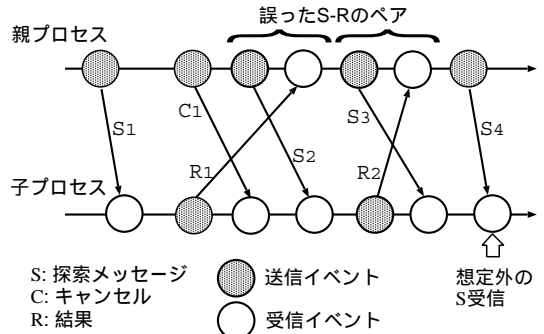 誤ったS-Rのペア
親プロセス
S1
C1
R1
S2
S3
R2
S4
子プロセス
S: 探索メッセージ
C: キャンセル
R: 結果
送信イベント
受信イベント
想定外の
S受信